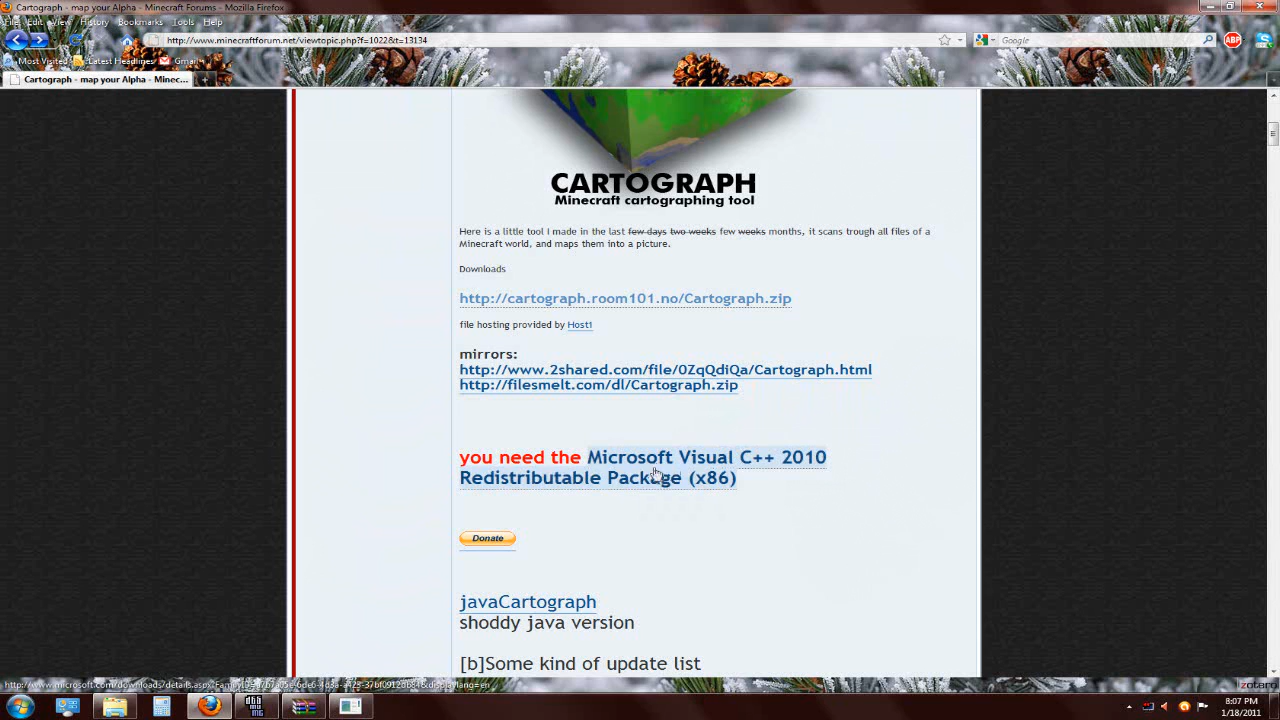 Cartograph - map your Alpha - Minecraft Forums - Mozilla Firefox
File Edit View History Bookmarks Tools Help
http://www.minecraftforum.net/viewtopic.php?f=1022&t=13134
Google
ABP
Most Visited Latest Headlines Gmail
Cartograph - map your Alpha - Minec...
CARTOGRAPH
Minecraft cartographing tool
Here is a little tool I made in the last few days two weeks few weeks months, it scans trough all files of a
Minecraft world, and maps them into a picture.
Downloads
http://cartograph.room101.no/Cartograph.zip
file hosting provided by Host1
mirrors:
http://www.2shared.com/file/0ZqQdiQa/Cartograph.html
http://filesmelt.com/dl/Cartograph.zip
you need the Microsoft Visual C++ 2010
Redistributable Package (x86)
Donate
javaCartograph
shoddy java version
[b]Some kind of update list
zotero
8:07 PM
1/18/2011